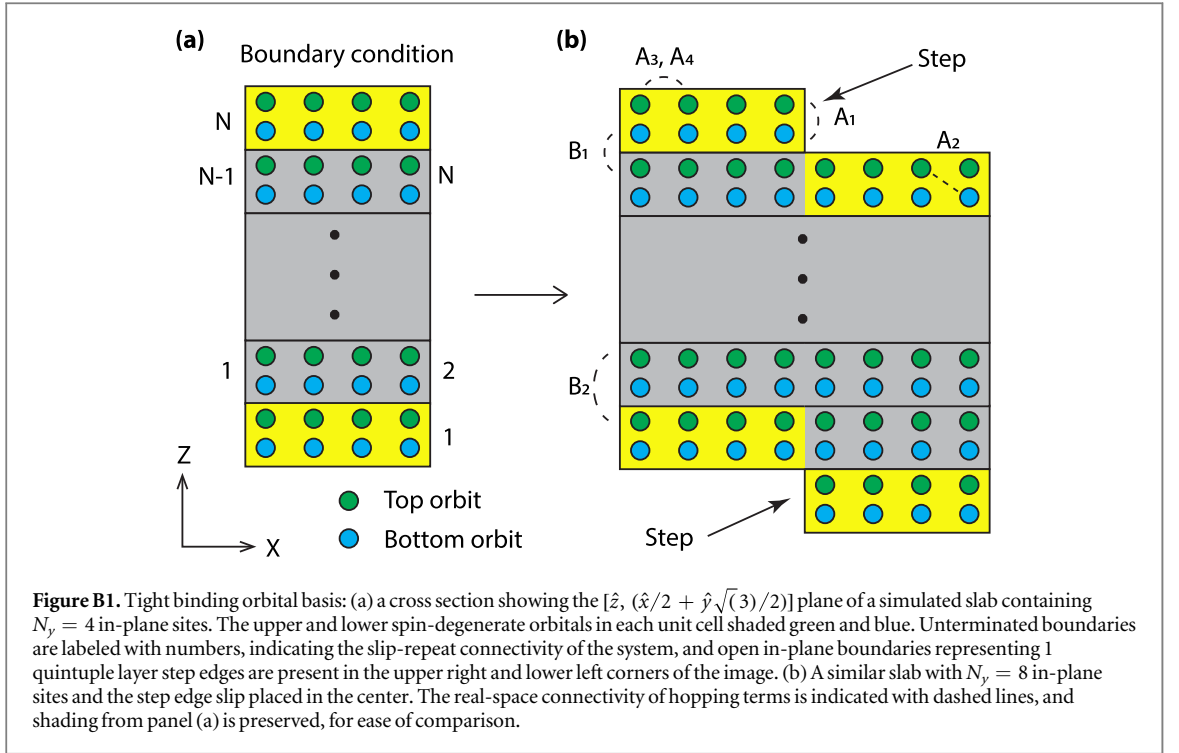 (a)
Boundary condition
N
N-1
N
1
2
1
Z
X
Top orbit
Bottom orbit
(b)
A₃, A₄
Step
A₁
B₁
A₂
B₂
Step
Figure B1. Tight binding orbital basis: (a) a cross section showing the [ẑ, (x̂/2 + ŷ√(3)/2)] plane of a simulated slab containing
Nᵧ = 4 in-plane sites. The upper and lower spin-degenerate orbitals in each unit cell shaded green and blue. Unterminated boundaries
are labeled with numbers, indicating the slip-repeat connectivity of the system, and open in-plane boundaries representing 1
quintuple layer step edges are present in the upper right and lower left corners of the image. (b) A similar slab with Nᵧ = 8 in-plane
sites and the step edge slip placed in the center. The real-space connectivity of hopping terms is indicated with dashed lines, and
shading from panel (a) is preserved, for ease of comparison.